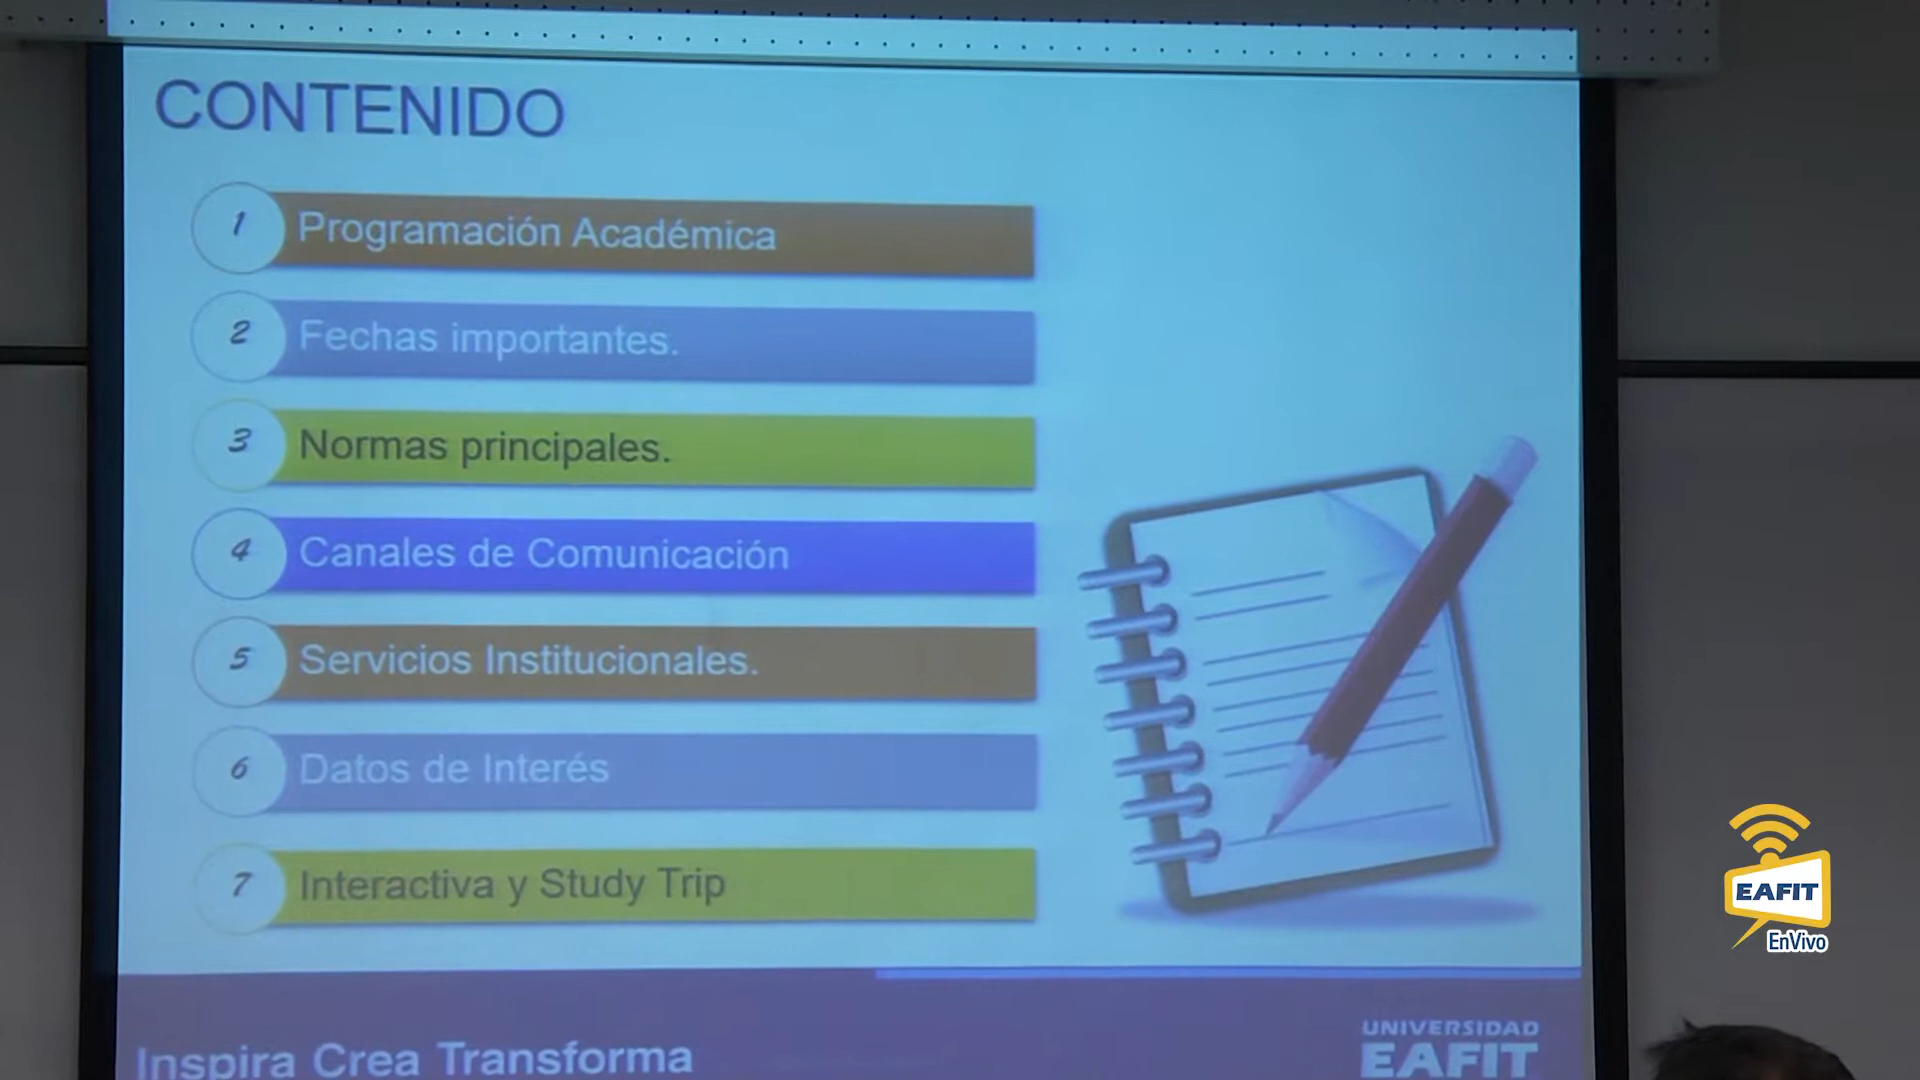 CONTENIDO
1 Programación Académica
2 Fechas importantes.
3 Normas principales.
4 Canales de Comunicación
5 Servicios Institucionales.
6 Datos de Interés
7 Interactiva y Study Trip
Inspira Crea Transforma
UNIVERSIDAD
EAFIT
EAFIT
EnVivo